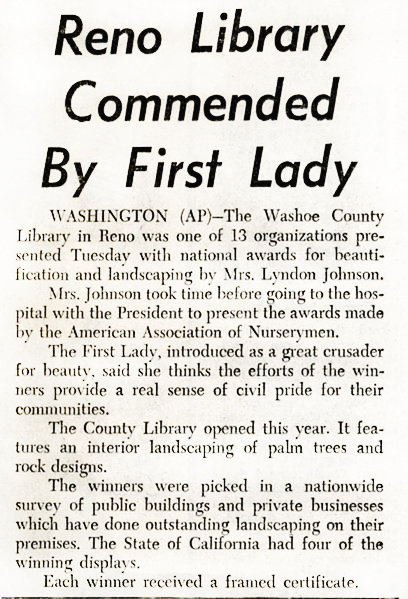 Reno Library
Commended
By First Lady
WASHINGTON (AP)—The Washoe County
Library in Reno was one of 13 organizations pre-
sented Tuesday with national awards for beauti-
fication and landscaping by Mrs. Lyndon Johnson.
Mrs. Johnson took time before going to the hos-
pital with the President to present the awards made
by the American Association of Nurserymen.
The First Lady, introduced as a great crusader
for beauty, said she thinks the efforts of the win-
ners provide a real sense of civil pride for their
communities.
The County Library opened this year. It fea-
tures an interior landscaping of palm trees and
rock designs.
The winners were picked in a nationwide
survey of public buildings and private businesses
which have done outstanding landscaping on their
premises. The State of California had four of the
winning displays.
Each winner received a framed certificate.